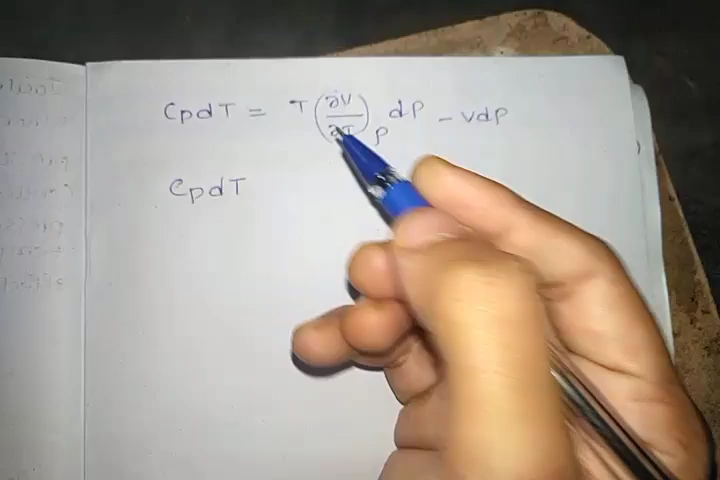 CpdT = T (∂V/∂T)p dp - vdp
CpdT